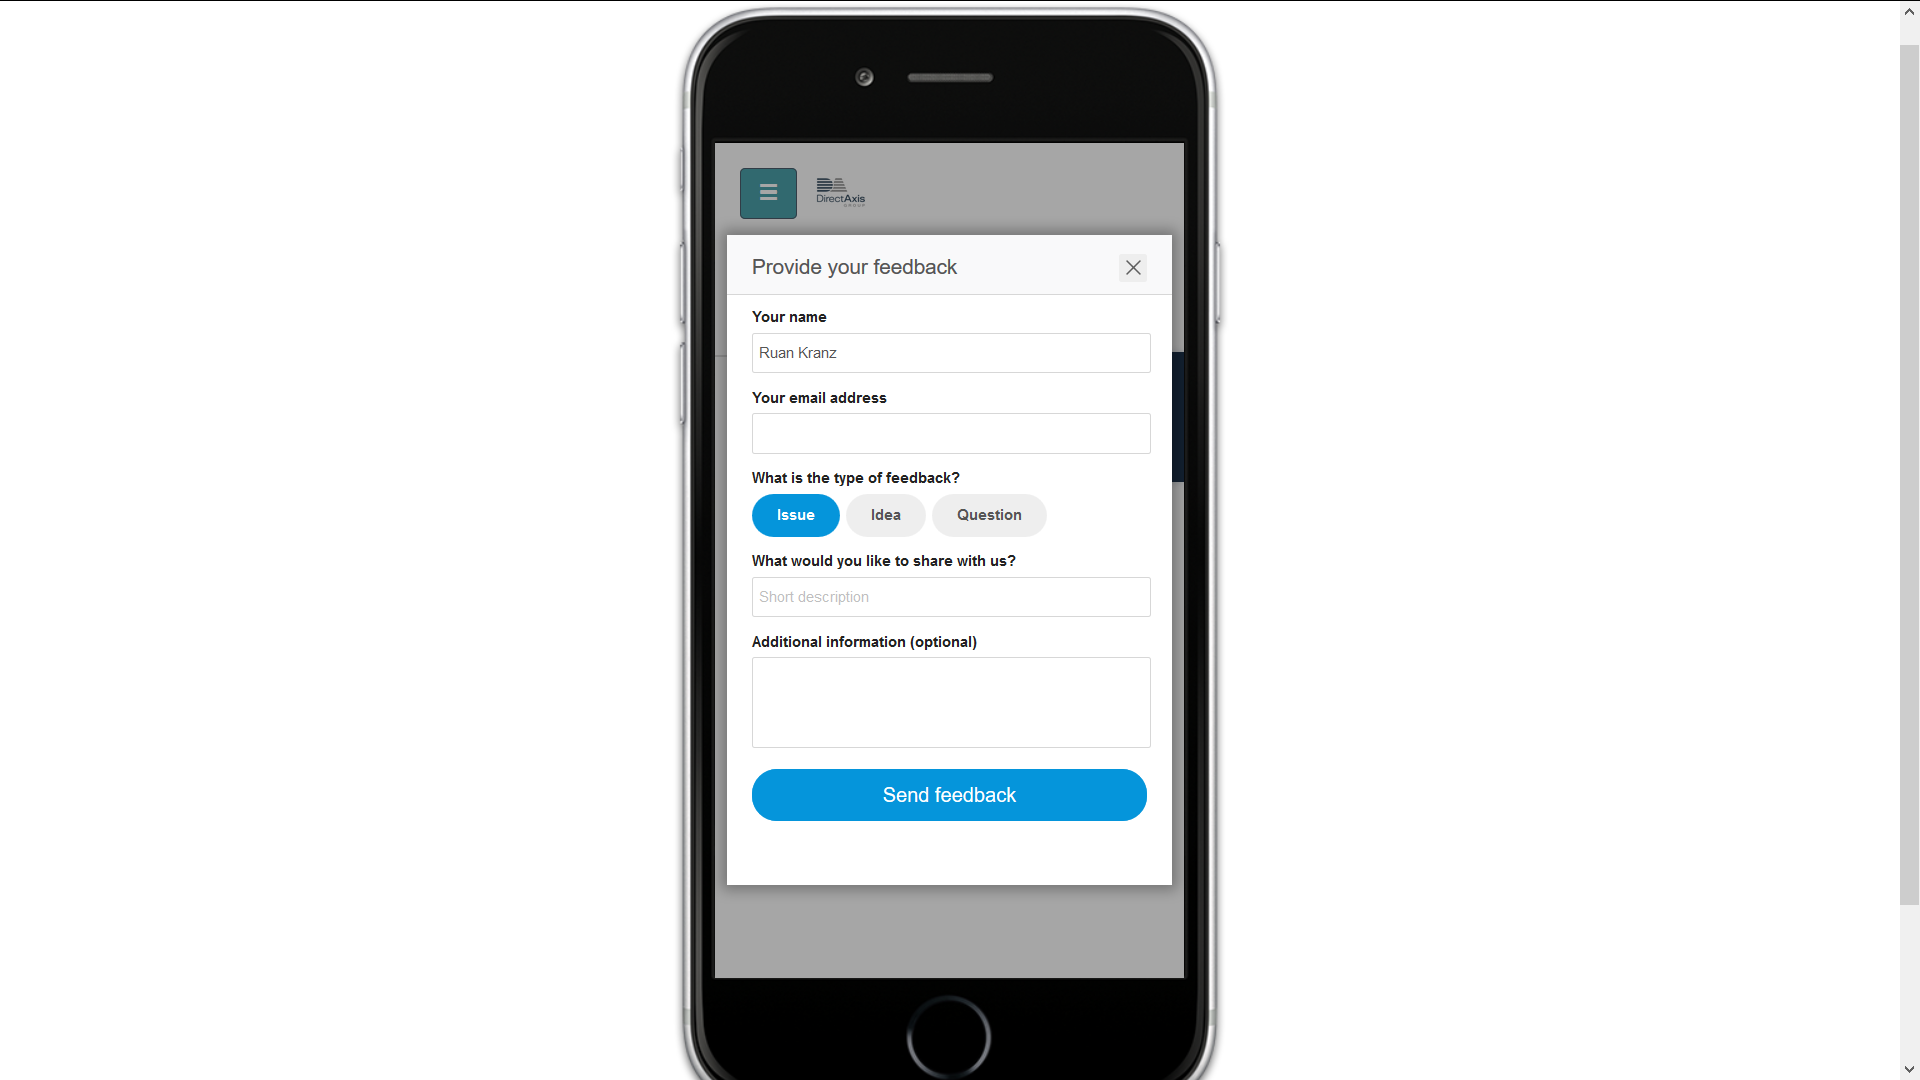 DirectAxis
GROUP
Provide your feedback
Your name
Ruan Kranz
Your email address
What is the type of feedback?
Issue Idea Question
What would you like to share with us?
Short description
Additional information (optional)
Send feedback